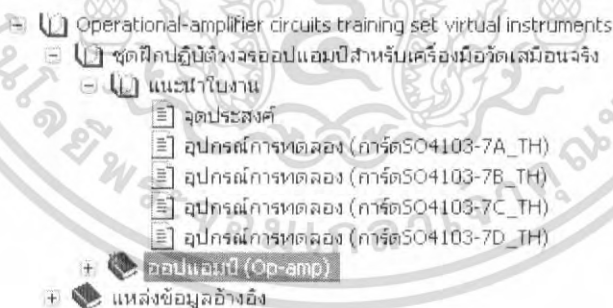 Operational-amplifier circuits training set virtual instruments
ชุดฝึกปฏิบัติวงจรออปแอมป์สำหรับเครื่องมือวัดเสมือนจริง
แนะนำใบงาน
จุดประสงค์
อุปกรณ์การทดลอง (การ์ดSO4103-7A_TH)
อุปกรณ์การทดลอง (การ์ดSO4103-7B_TH)
อุปกรณ์การทดลอง (การ์ดSO4103-7C_TH)
อุปกรณ์การทดลอง (การ์ดSO4103-7D_TH)
ออปแอมป์ (Op-amp)
แหล่งข้อมูลอ้างอิง